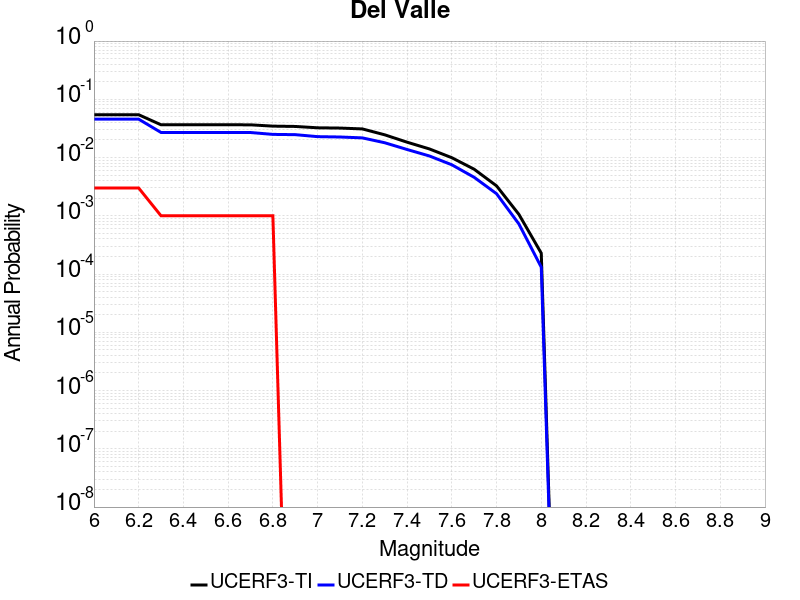 Del Valle
10^0
10^-1
10^-2
10^-3
10^-4
10^-5
10^-6
10^-7
10^-8
Annual Probability
6 6.2 6.4 6.6 6.8 7 7.2 7.4 7.6 7.8 8 8.2 8.4 8.6 8.8 9
Magnitude
UCERF3-TI UCERF3-TD UCERF3-ETAS